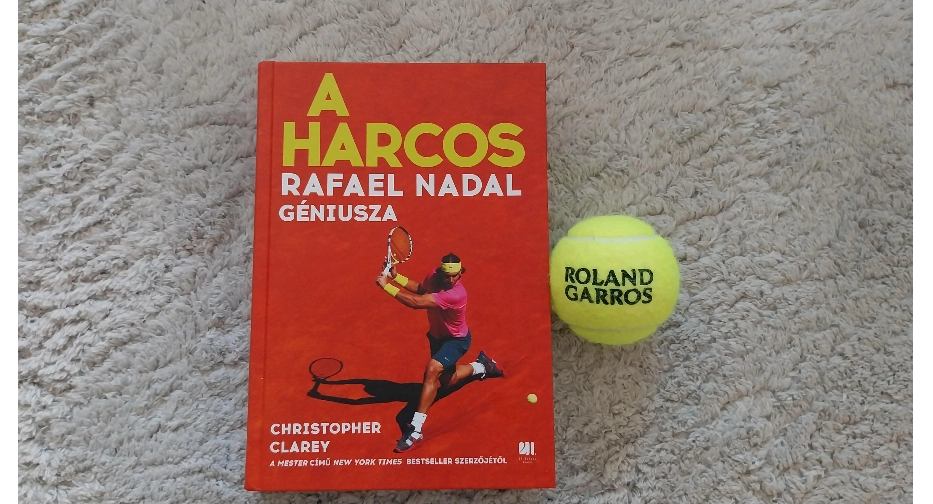 A
HARCOS
RAFAEL NADAL
GÉNIUSZA
ROLAND
GARROS
CHRISTOPHER
CLAREY
A MESTER CÍMŰ NEW YORK TIMES BESTSELLER SZERZŐJÉTŐL